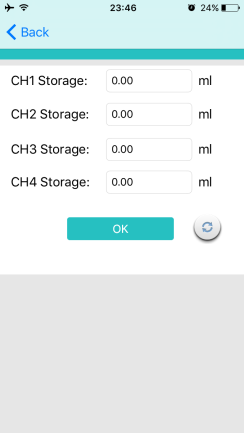 23:46
24%
Back
CH1 Storage: 0.00 ml
CH2 Storage: 0.00 ml
CH3 Storage: 0.00 ml
CH4 Storage: 0.00 ml
OK